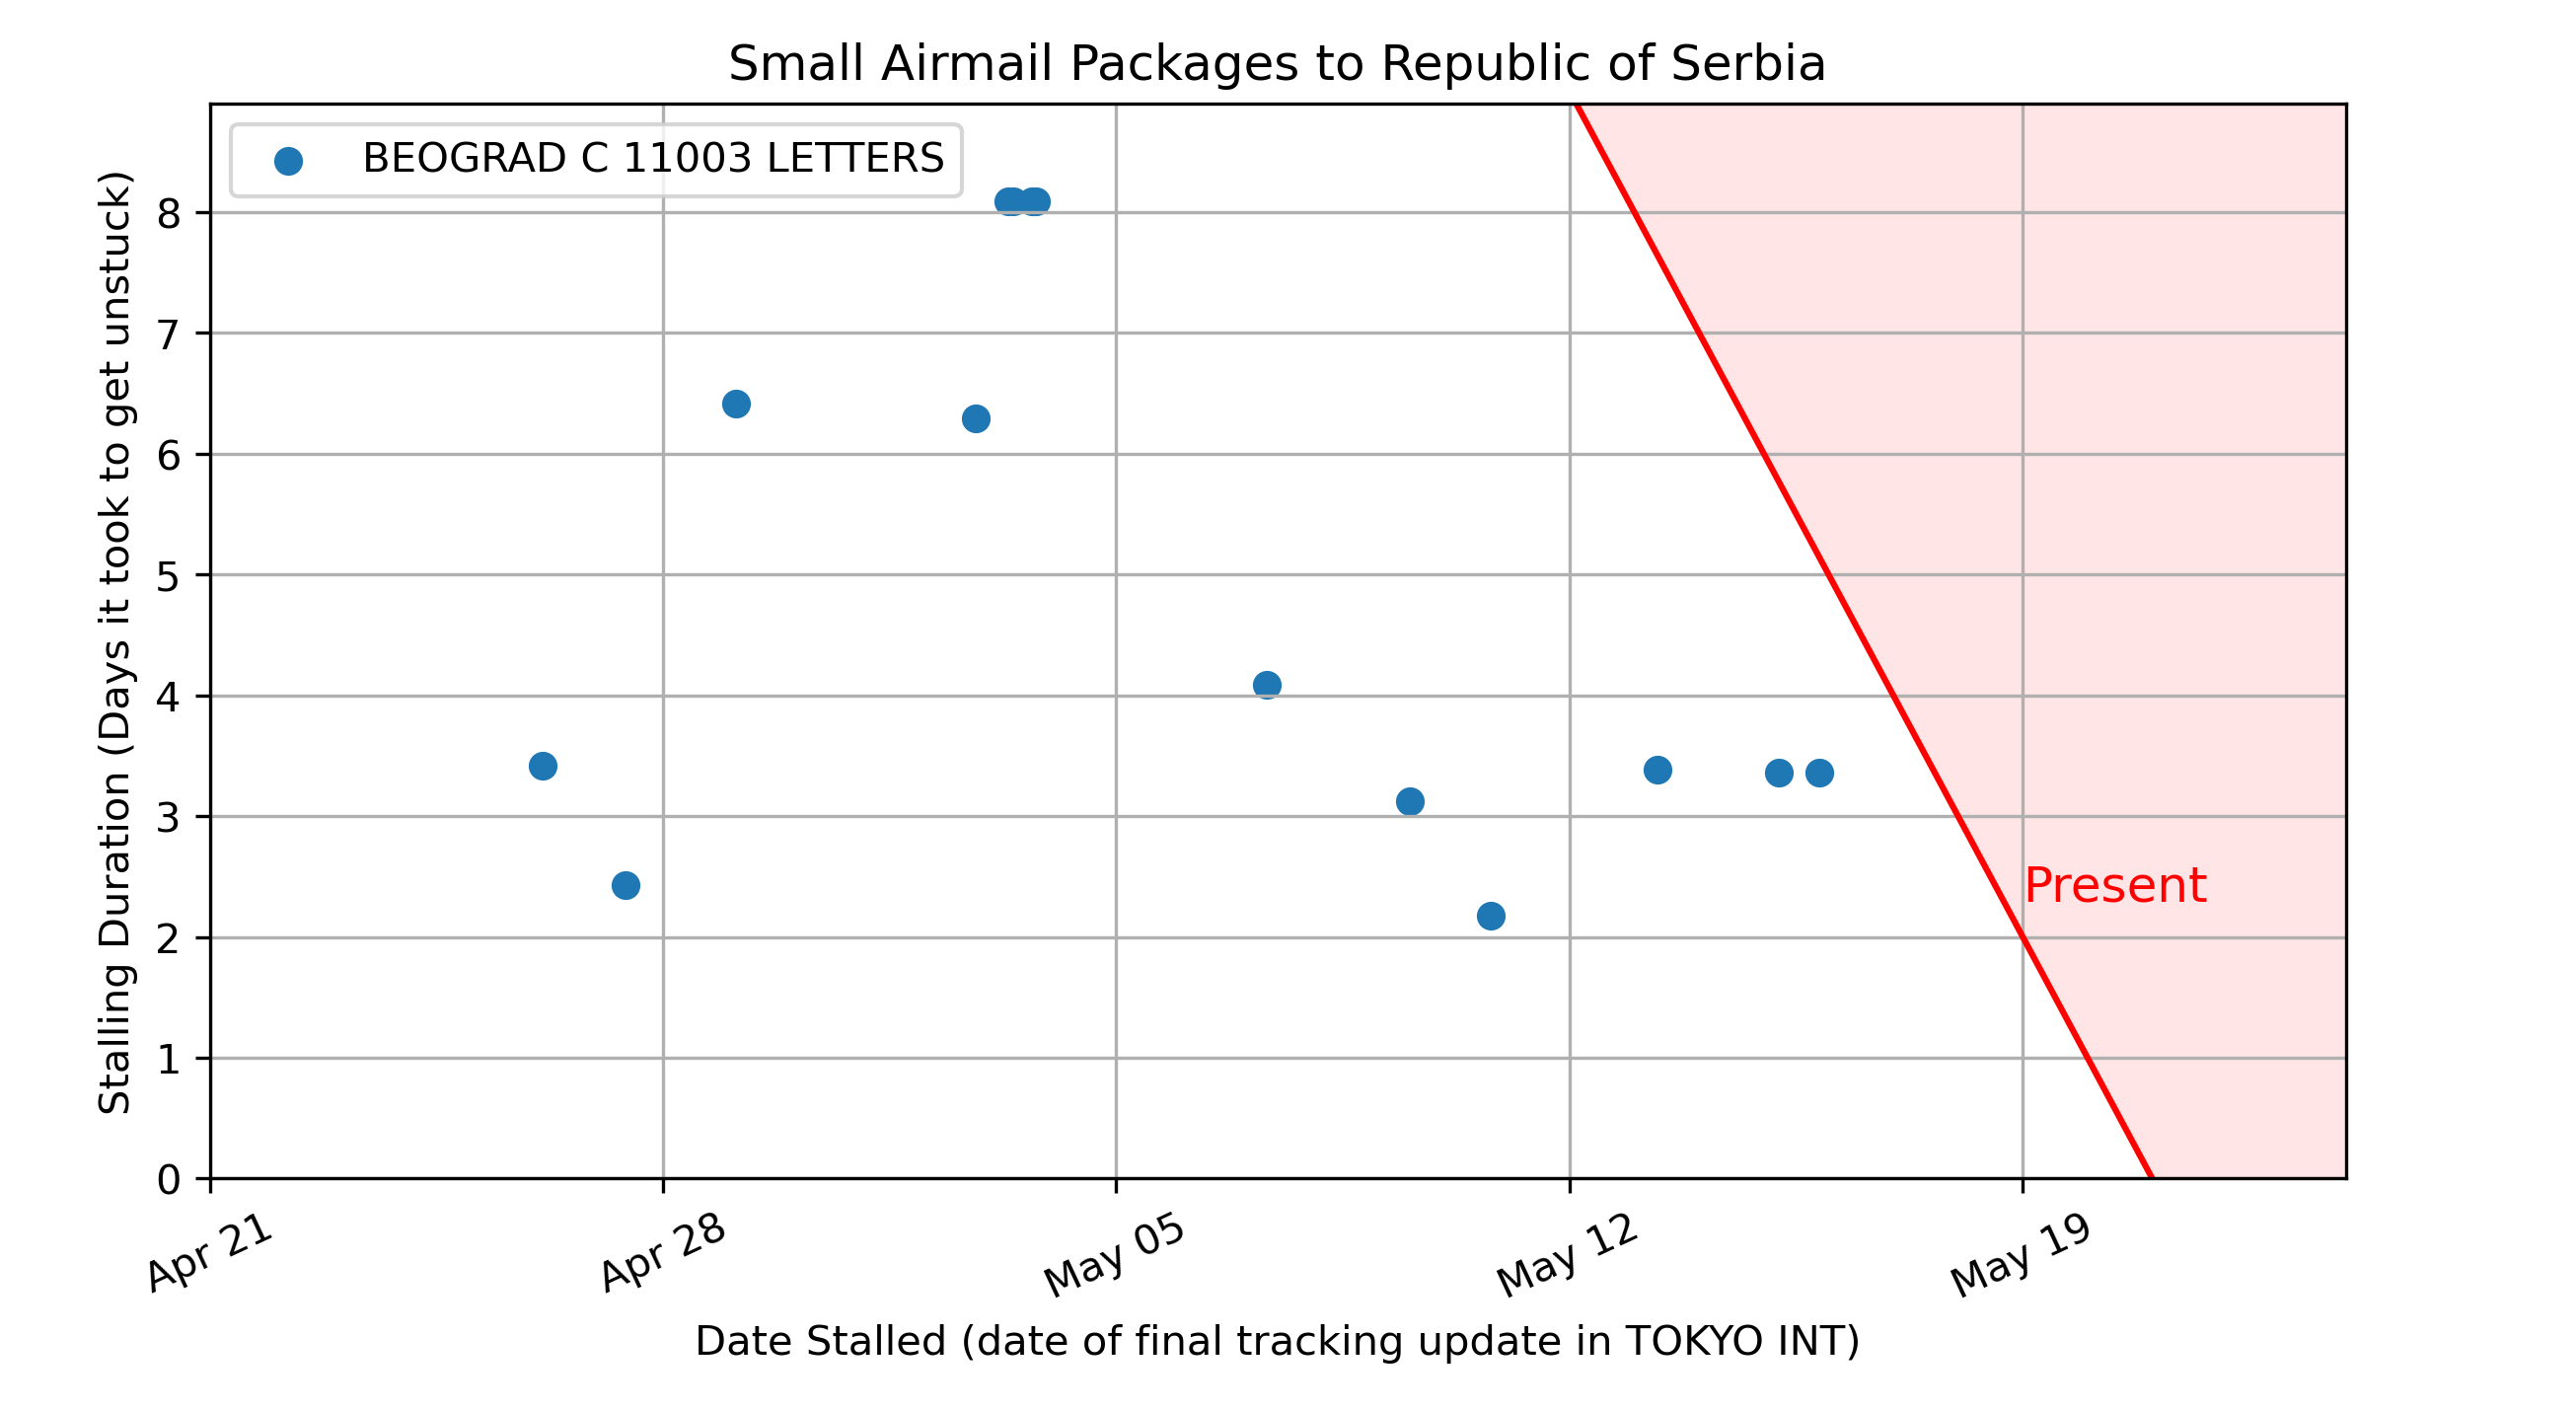 Small Airmail Packages to Republic of Serbia
BEOGRAD C 11003 LETTERS
Stalling Duration (Days it took to get unstuck)
8
7
6
5
4
3
2
1
0
Present
Apr 21
Apr 28
May 05
May 12
May 19
Date Stalled (date of final tracking update in TOKYO INT)